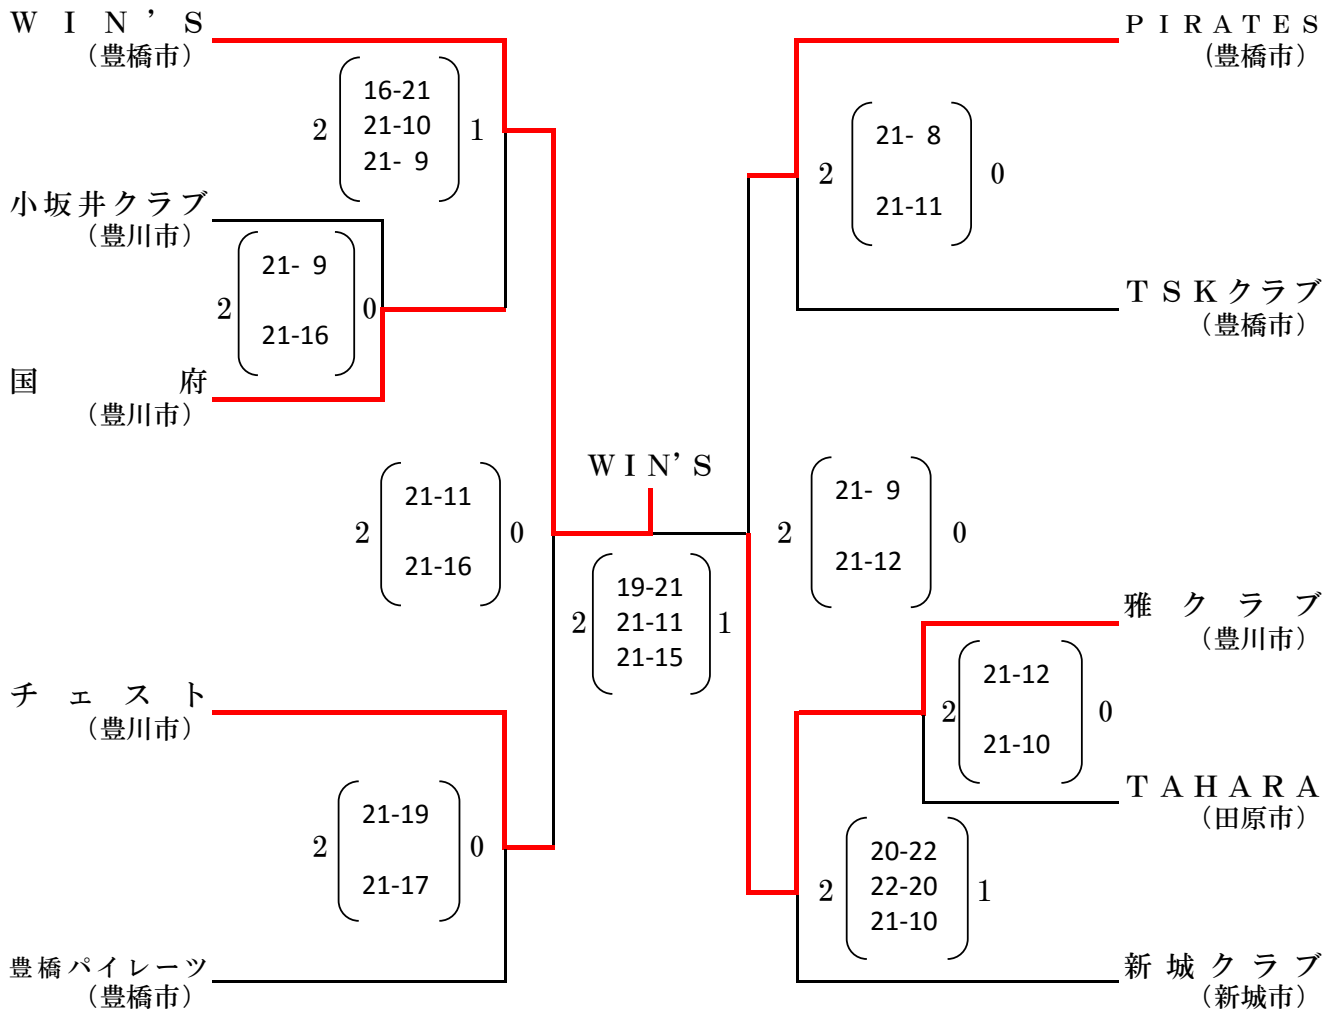 WIN'S
（豊橋市）
2 16-21 1
21-10
21- 9
小坂井クラブ
（豊川市）
2 21- 9 0
21-16
国府
（豊川市）
2 21-11 0
21-16
チェスト
（豊川市）
2 21-19 0
21-17
豊橋パイレーツ
（豊橋市）
WIN'S
2 19-21 1
21-11
21-15
PIRATES
（豊橋市）
2 21- 8 0
21-11
TSKクラブ
（豊橋市）
2 21- 9 0
21-12
雅クラブ
（豊川市）
2 21-12 0
21-10
TAHARA
（田原市）
2 20-22 1
22-20
21-10
新城クラブ
（新城市）